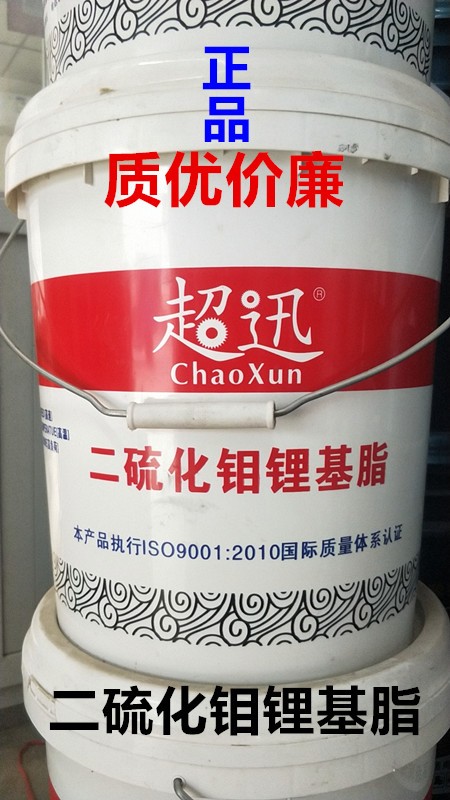 正
品
质优价廉
超迅®
ChaoXun
二硫化钼锂基脂
本产品执行ISO9001:2010国际质量体系认证
二硫化钼锂基脂